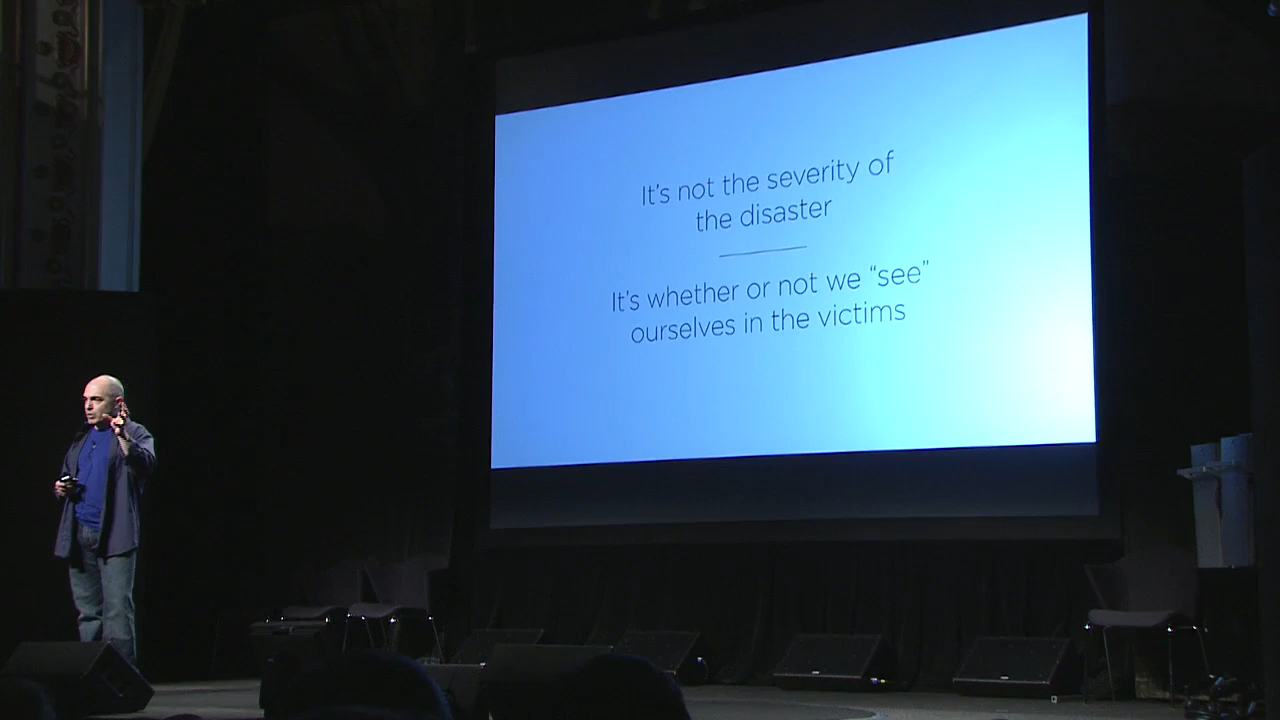 It's not the severity of
the disaster
It's whether or not we “see”
ourselves in the victims